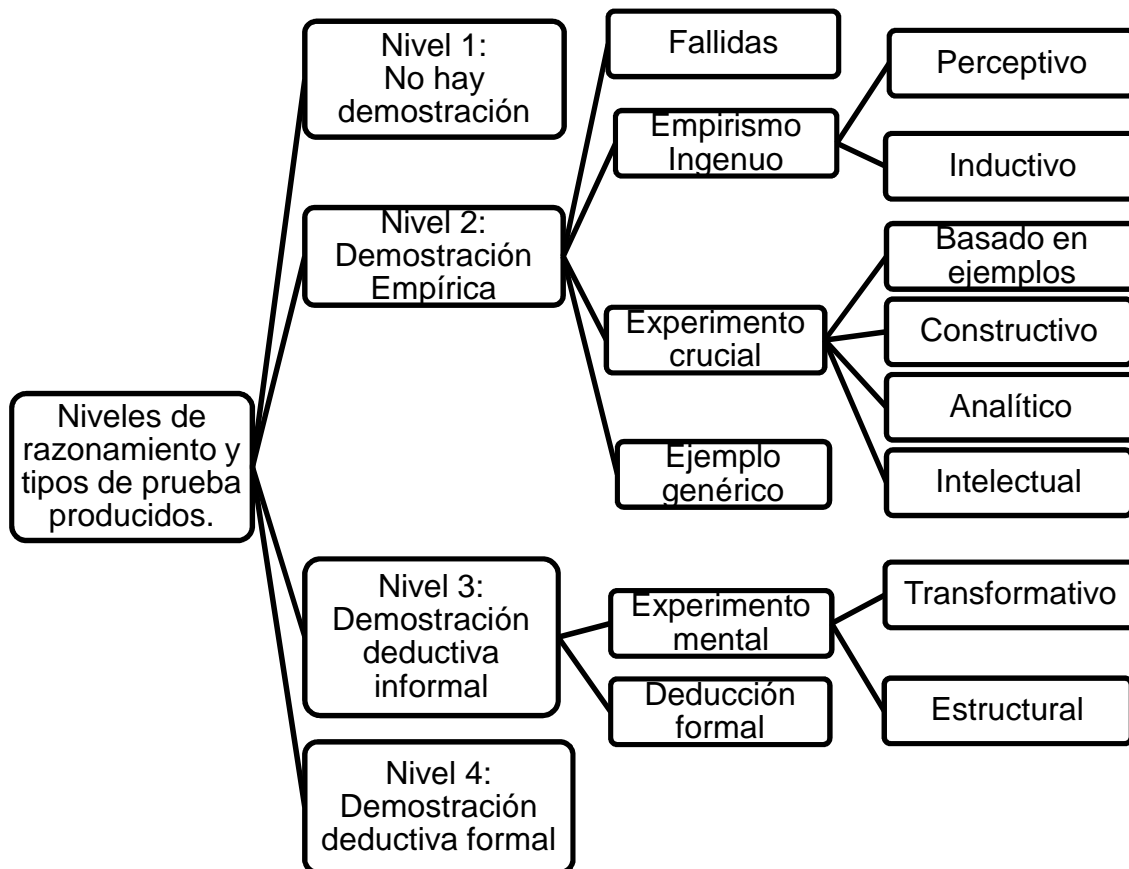 Niveles de
razonamiento y
tipos de prueba
producidos.
Nivel 1:
No hay
demostración
Nivel 2:
Demostración
Empírica
Fallidas
Empirismo
Ingenuo
Perceptivo
Inductivo
Experimento
crucial
Basado en
ejemplos
Constructivo
Analítico
Intelectual
Ejemplo
genérico
Nivel 3:
Demostración
deductiva
informal
Experimento
mental
Transformativo
Estructural
Deducción
formal
Nivel 4:
Demostración
deductiva formal